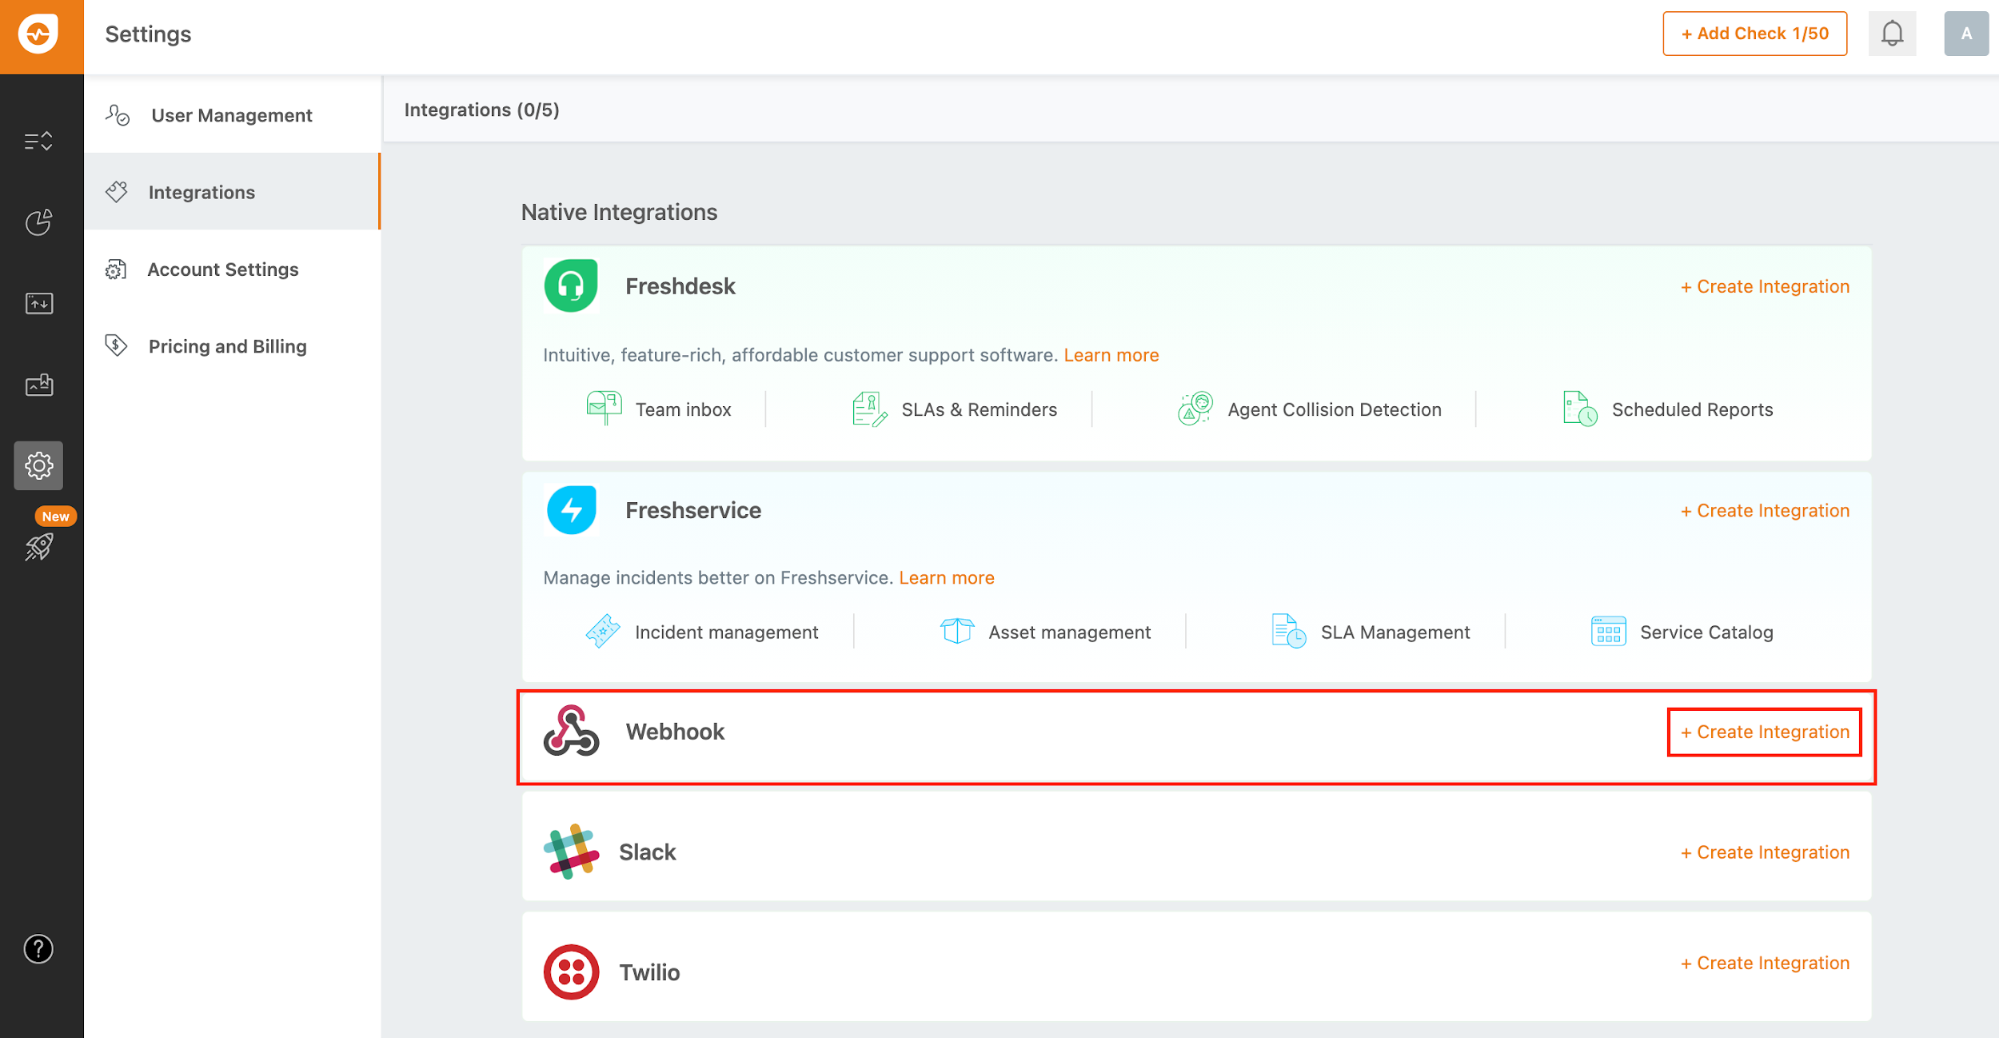 Settings
+ Add Check 1/50
A
User Management
Integrations
Account Settings
Pricing and Billing
New
?
Integrations (0/5)
Native Integrations
Freshdesk
+ Create Integration
Intuitive, feature-rich, affordable customer support software. Learn more
Team inbox
SLAs & Reminders
Agent Collision Detection
Scheduled Reports
Freshservice
+ Create Integration
Manage incidents better on Freshservice. Learn more
Incident management
Asset management
SLA Management
Service Catalog
Webhook
+ Create Integration
Slack
+ Create Integration
Twilio
+ Create Integration